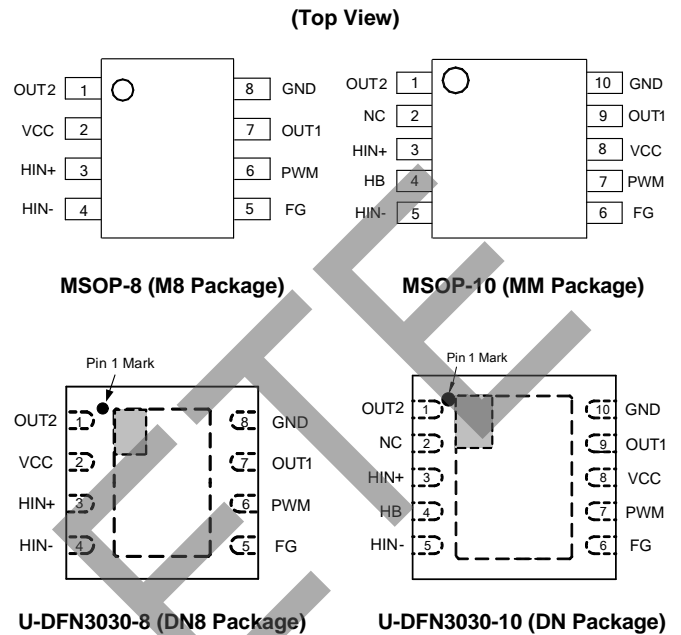 (Top View)
OUT2 1 8 GND
VCC 2 7 OUT1
HIN+ 3 6 PWM
HIN- 4 5 FG
MSOP-8 (M8 Package)
OUT2 1 10 GND
NC 2 9 OUT1
HIN+ 3 8 VCC
HB 4 7 PWM
HIN- 5 6 FG
MSOP-10 (MM Package)
Pin 1 Mark
OUT2 1 8 GND
VCC 2 7 OUT1
HIN+ 3 6 PWM
HIN- 4 5 FG
U-DFN3030-8 (DN8 Package)
Pin 1 Mark
OUT2 1 10 GND
NC 2 9 OUT1
HIN+ 3 8 VCC
HB 4 7 PWM
HIN- 5 6 FG
U-DFN3030-10 (DN Package)